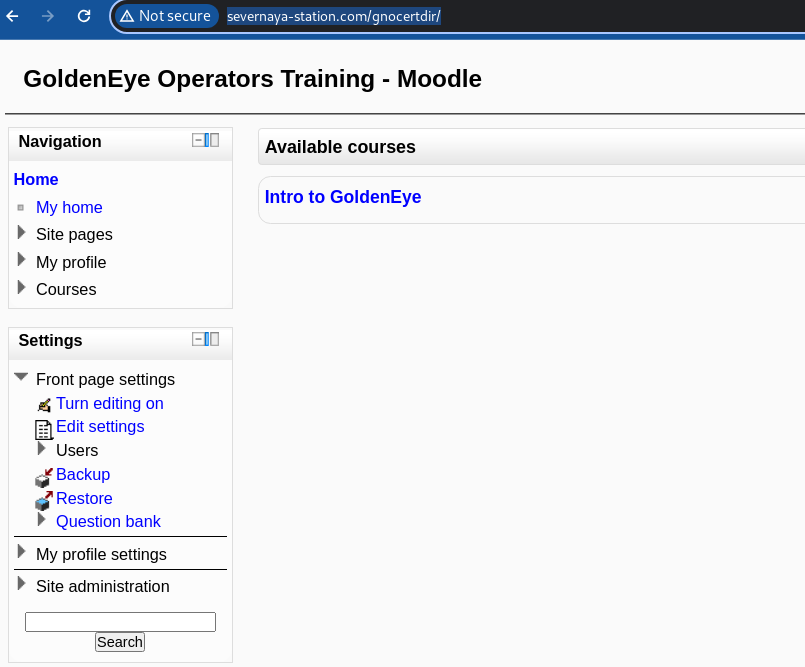 Not secure severnaya-station.com/gnocertdir/
GoldenEye Operators Training - Moodle
Navigation
Home
My home
Site pages
My profile
Courses
Available courses
Intro to GoldenEye
Settings
Front page settings
Turn editing on
Edit settings
Users
Backup
Restore
Question bank
My profile settings
Site administration
Search